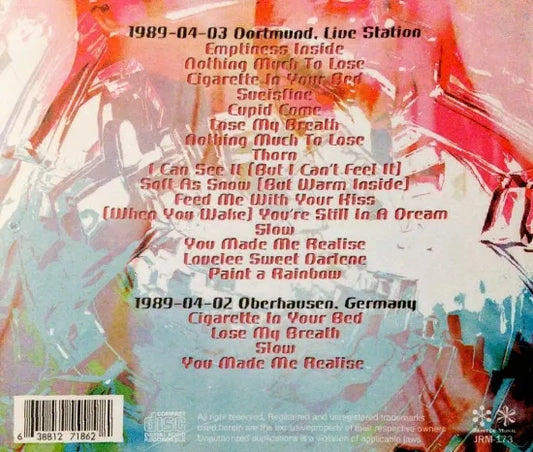 1989-04-03 Dortmund, Live Station
Emptiness Inside
Nothing Much To Lose
Cigarette In Your Bed
Sueisfine
Cupid Come
Lose My Breath
Nothing Much To Lose
Thorn
I Can See It [But I Can't Feel It]
Soft As Snow [But Warm Inside]
Feed Me With Your Kiss
[When You Wake] You're Still In A Dream
Slow
You Made Me Realise
Lovelee Sweet Darlene
Paint a Rainbow
1989-04-02 Oberhausen, Germany
Cigarette In Your Bed
Lose My Breath
Slow
You Made Me Realise
6 38812 71862
COMPACT
disc
DIGITAL AUDIO
All right reserved, Registered and unregistered trademarks
used herein are the exclusive property of their respective owners
Unauthorized duplications is a violation of applicable laws
JRM-173